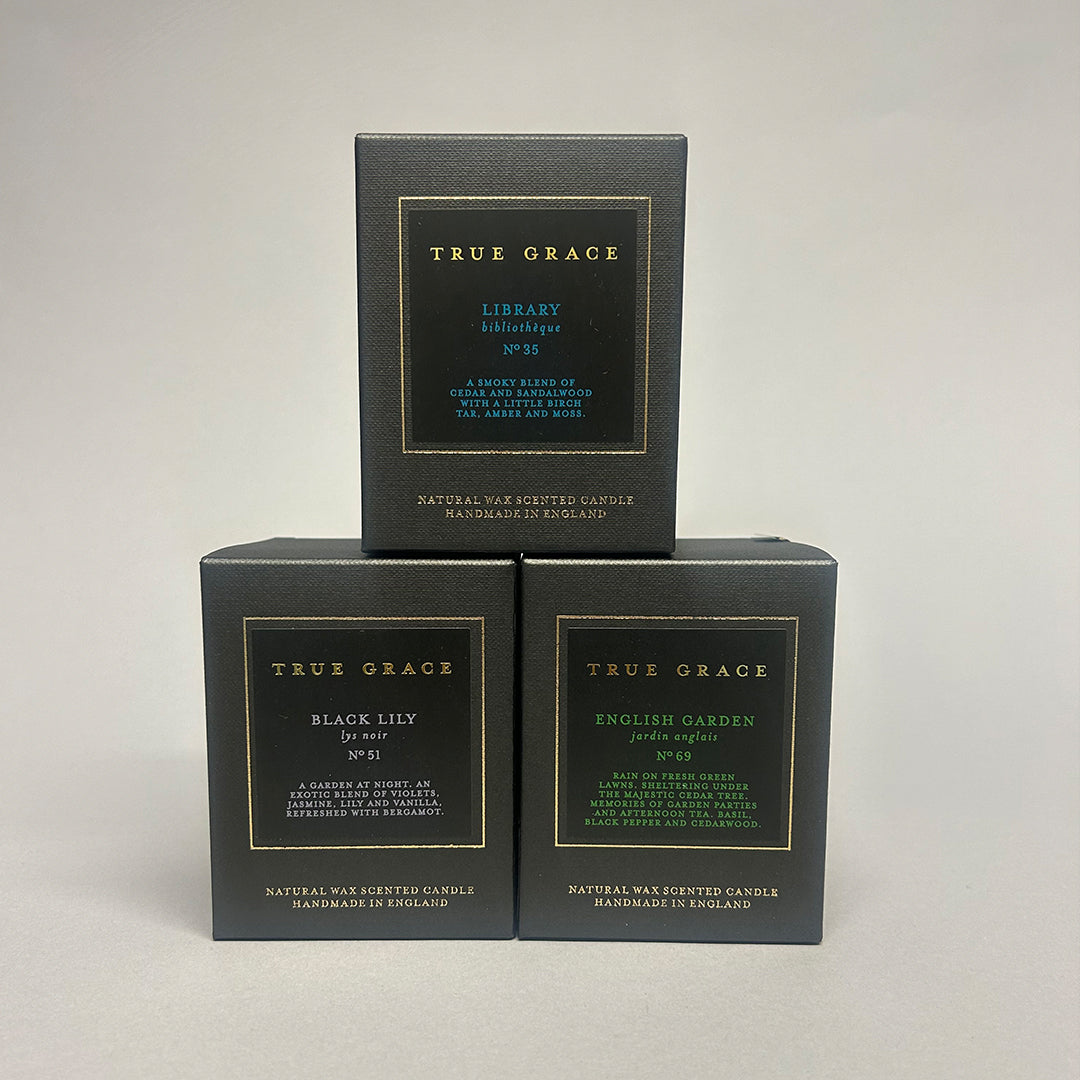 TRUE GRACE
LIBRARY
bibliothèque
Nº 35
A SMOKY BLEND OF
CEDAR AND SANDALWOOD
WITH A LITTLE BIRCH
TAR, AMBER AND MOSS.
NATURAL WAX SCENTED CANDLE
HANDMADE IN ENGLAND
TRUE GRACE
BLACK LILY
lys noir
Nº 51
A GARDEN AT NIGHT. AN
EXOTIC BLEND OF VIOLETS,
JASMINE, LILY AND VANILLA,
REFRESHED WITH BERGAMOT.
NATURAL WAX SCENTED CANDLE
HANDMADE IN ENGLAND
TRUE GRACE
ENGLISH GARDEN
jardin anglais
Nº 69
RAIN ON FRESH GREEN
LAWNS. SHELTERING UNDER
THE MAJESTIC CEDAR TREE.
MEMORIES OF GARDEN PARTIES
AND AFTERNOON TEA. BASIL,
BLACK PEPPER AND CEDARWOOD.
NATURAL WAX SCENTED CANDLE
HANDMADE IN ENGLAND